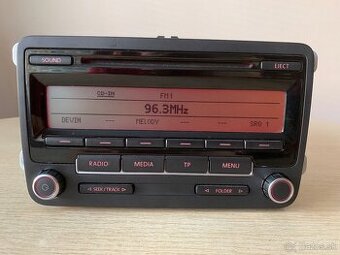 SOUND
EJECT
CD-IN FM1
96.3MHz
DEVIN --- MELODY --- --- SRO 1
RADIO MEDIA TP MENU
SEEK/TRACK FOLDER